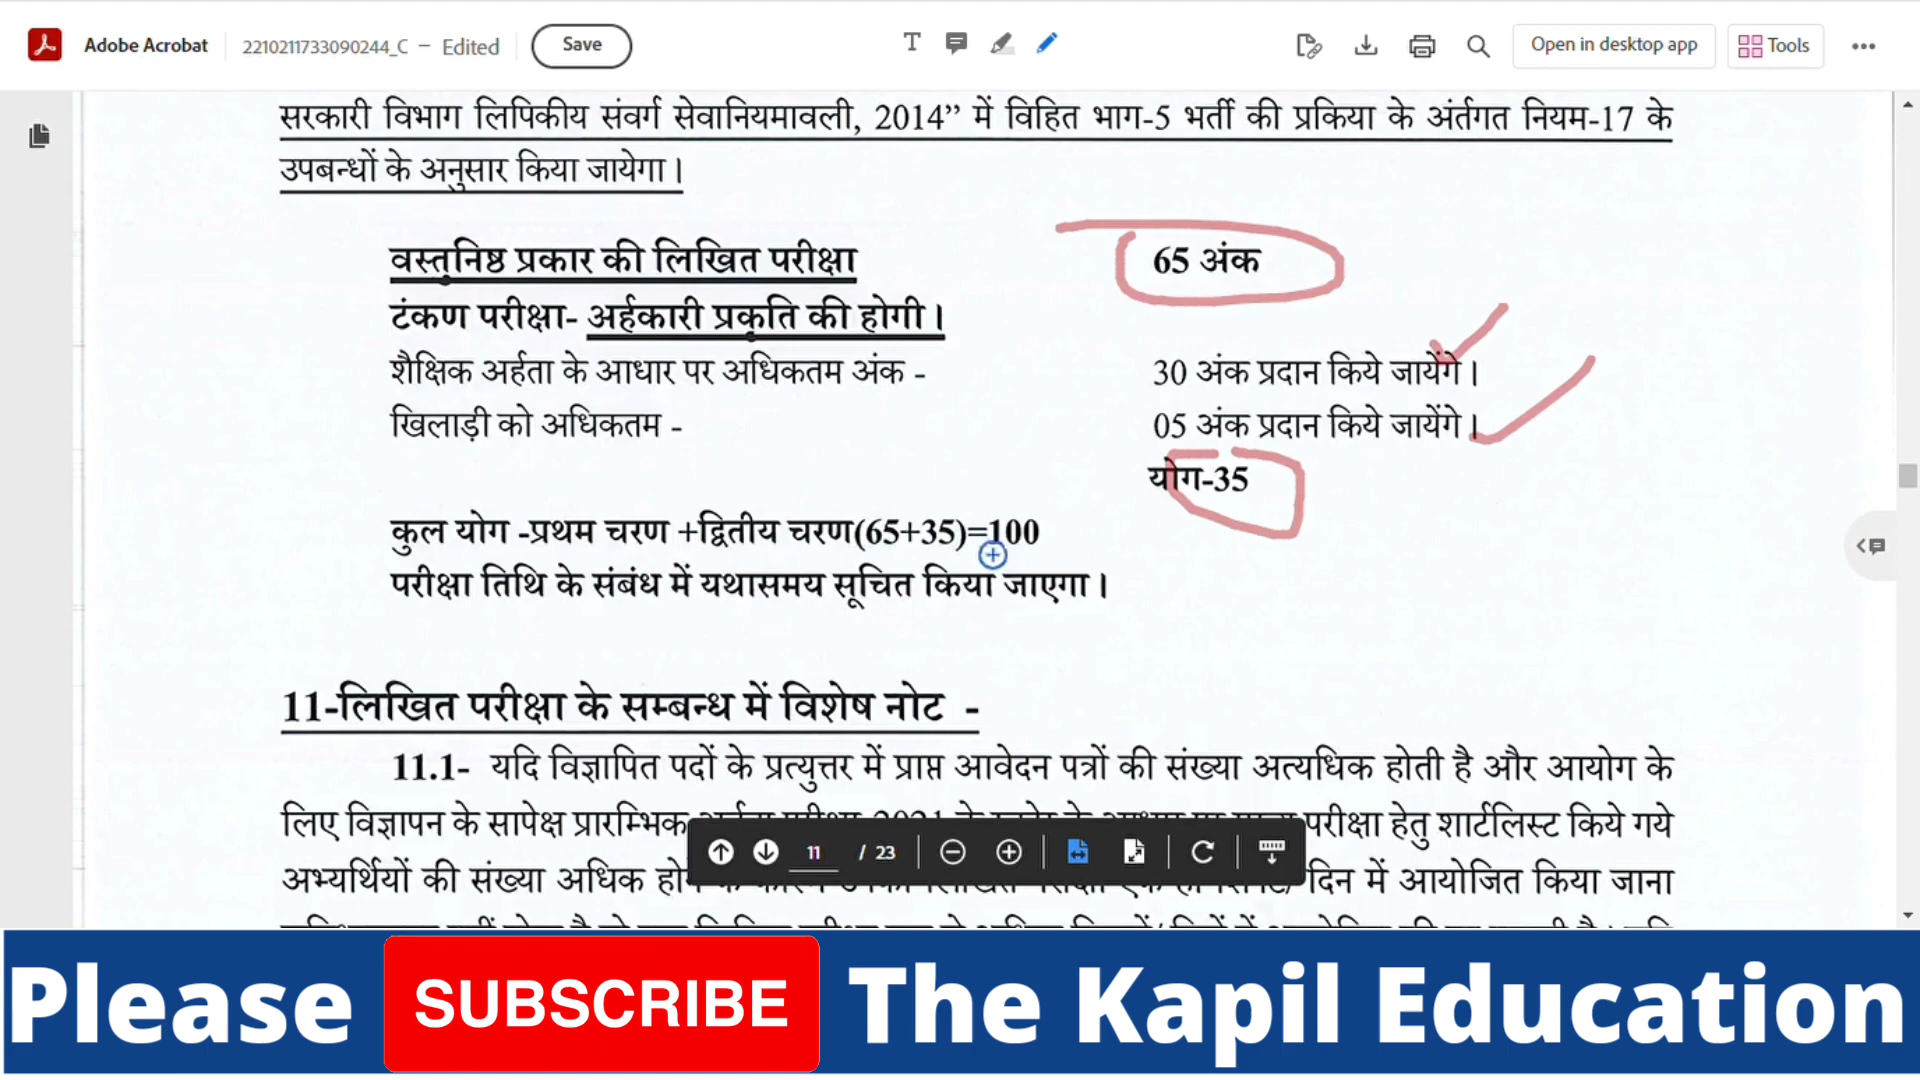 Adobe Acrobat
2210211733090244_C – Edited
Save
Open in desktop app
Tools
सरकारी विभाग लिपिकीय संवर्ग सेवानियमावली, 2014” में विहित भाग-5 भर्ती की प्रकिया के अंर्तगत नियम-17 के
उपबन्धों के अनुसार किया जायेगा।
वस्तुनिष्ठ प्रकार की लिखित परीक्षा 65 अंक
टंकण परीक्षा- अर्हकारी प्रकृति की होगी।
शैक्षिक अर्हता के आधार पर अधिकतम अंक - 30 अंक प्रदान किये जायेंगे।
खिलाड़ी को अधिकतम - 05 अंक प्रदान किये जायेंगे।
योग-35
कुल योग -प्रथम चरण +द्वितीय चरण(65+35)=100
परीक्षा तिथि के संबंध में यथासमय सूचित किया जाएगा।
11-लिखित परीक्षा के सम्बन्ध में विशेष नोट -
11.1- यदि विज्ञापित पदों के प्रत्युत्तर में प्राप्त आवेदन पत्रों की संख्या अत्यधिक होती है और आयोग के
लिए विज्ञापन के सापेक्ष प्रारम्भिक परीक्षा हेतु शार्टलिस्ट किये गये
11 / 23
अभ्यर्थियों की संख्या अधिक दिन में आयोजित किया जाना
Please SUBSCRIBE The Kapil Education